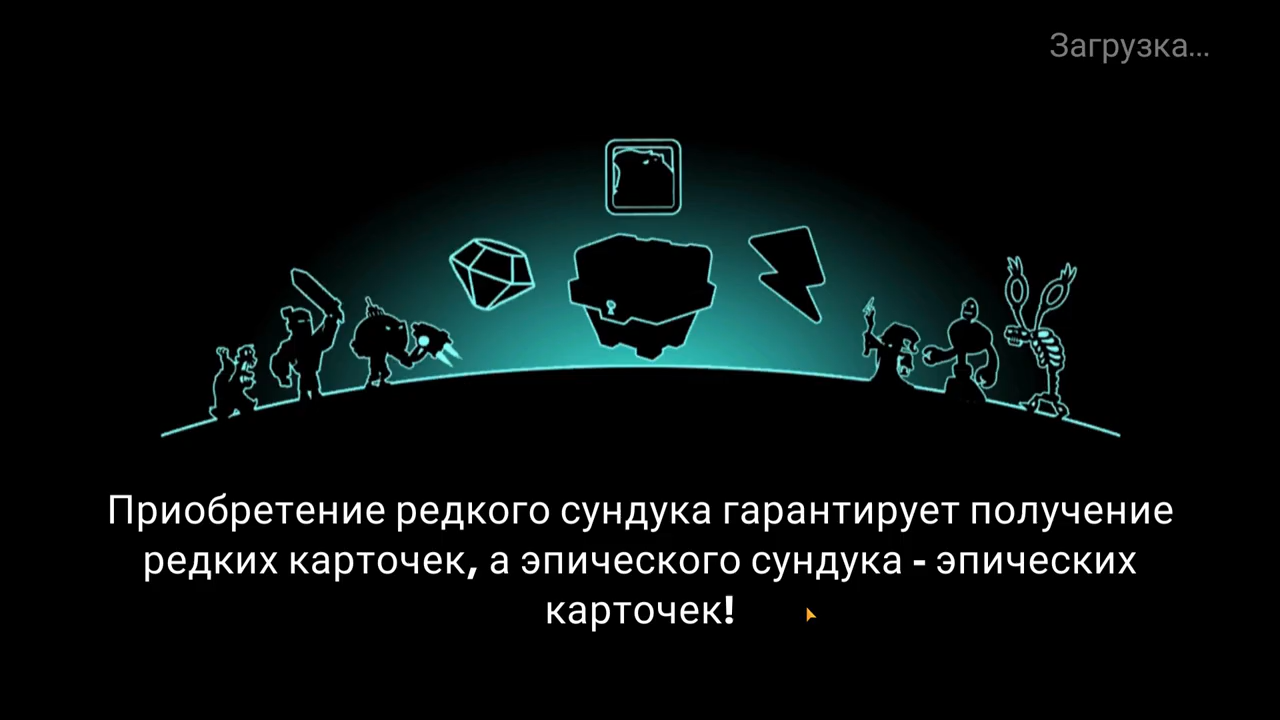 Загрузка...
Приобретение редкого сундука гарантирует получение
редких карточек, а эпического сундука - эпических
карточек!